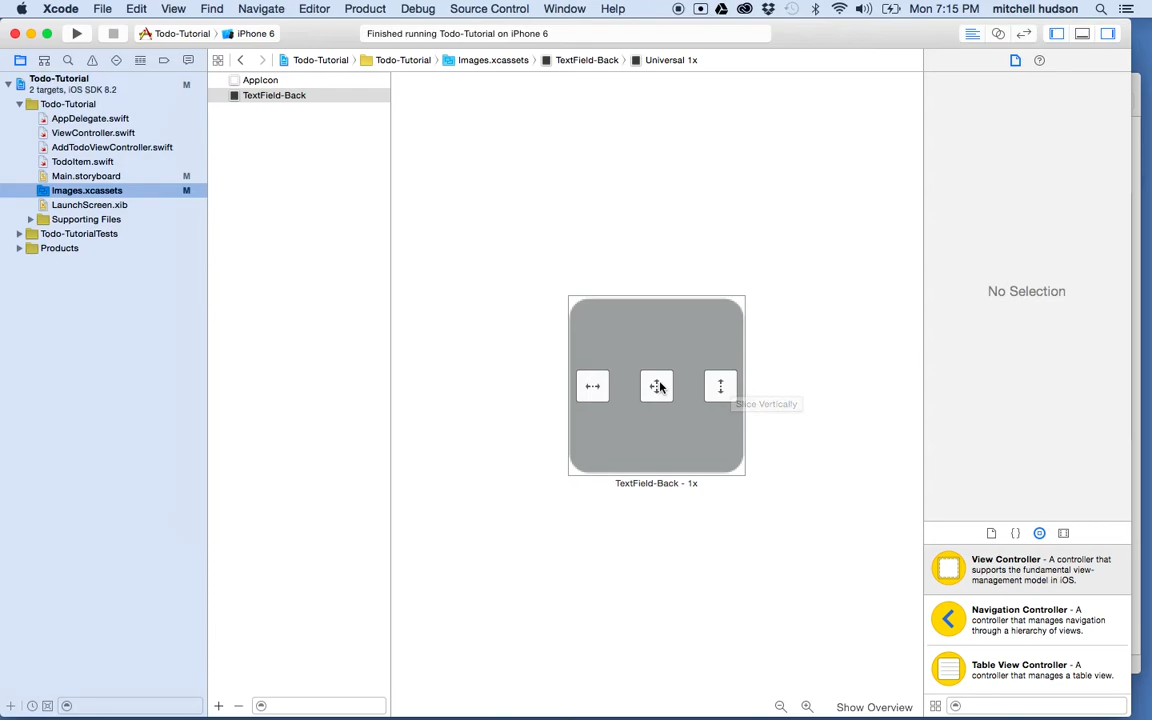 Xcode File Edit View Find Navigate Editor Product Debug Source Control Window Help Mon 7:15 PM mitchell hudson
Todo-Tutorial iPhone 6 Finished running Todo-Tutorial on iPhone 6
Todo-Tutorial Todo-Tutorial Images.xcassets TextField-Back Universal 1x
Todo-Tutorial M
2 targets, iOS SDK 8.2
Todo-Tutorial
AppDelegate.swift
ViewController.swift
AddTodoViewController.swift
TodoItem.swift
Main.storyboard M
Images.xcassets M
LaunchScreen.xib
Supporting Files
Todo-TutorialTests
Products
AppIcon
TextField-Back
Slice Vertically
TextField-Back - 1x
No Selection
View Controller - A controller that
supports the fundamental view-
management model in iOS.
Navigation Controller - A
controller that manages navigation
through a hierarchy of views.
Table View Controller - A
controller that manages a table view.
Show Overview